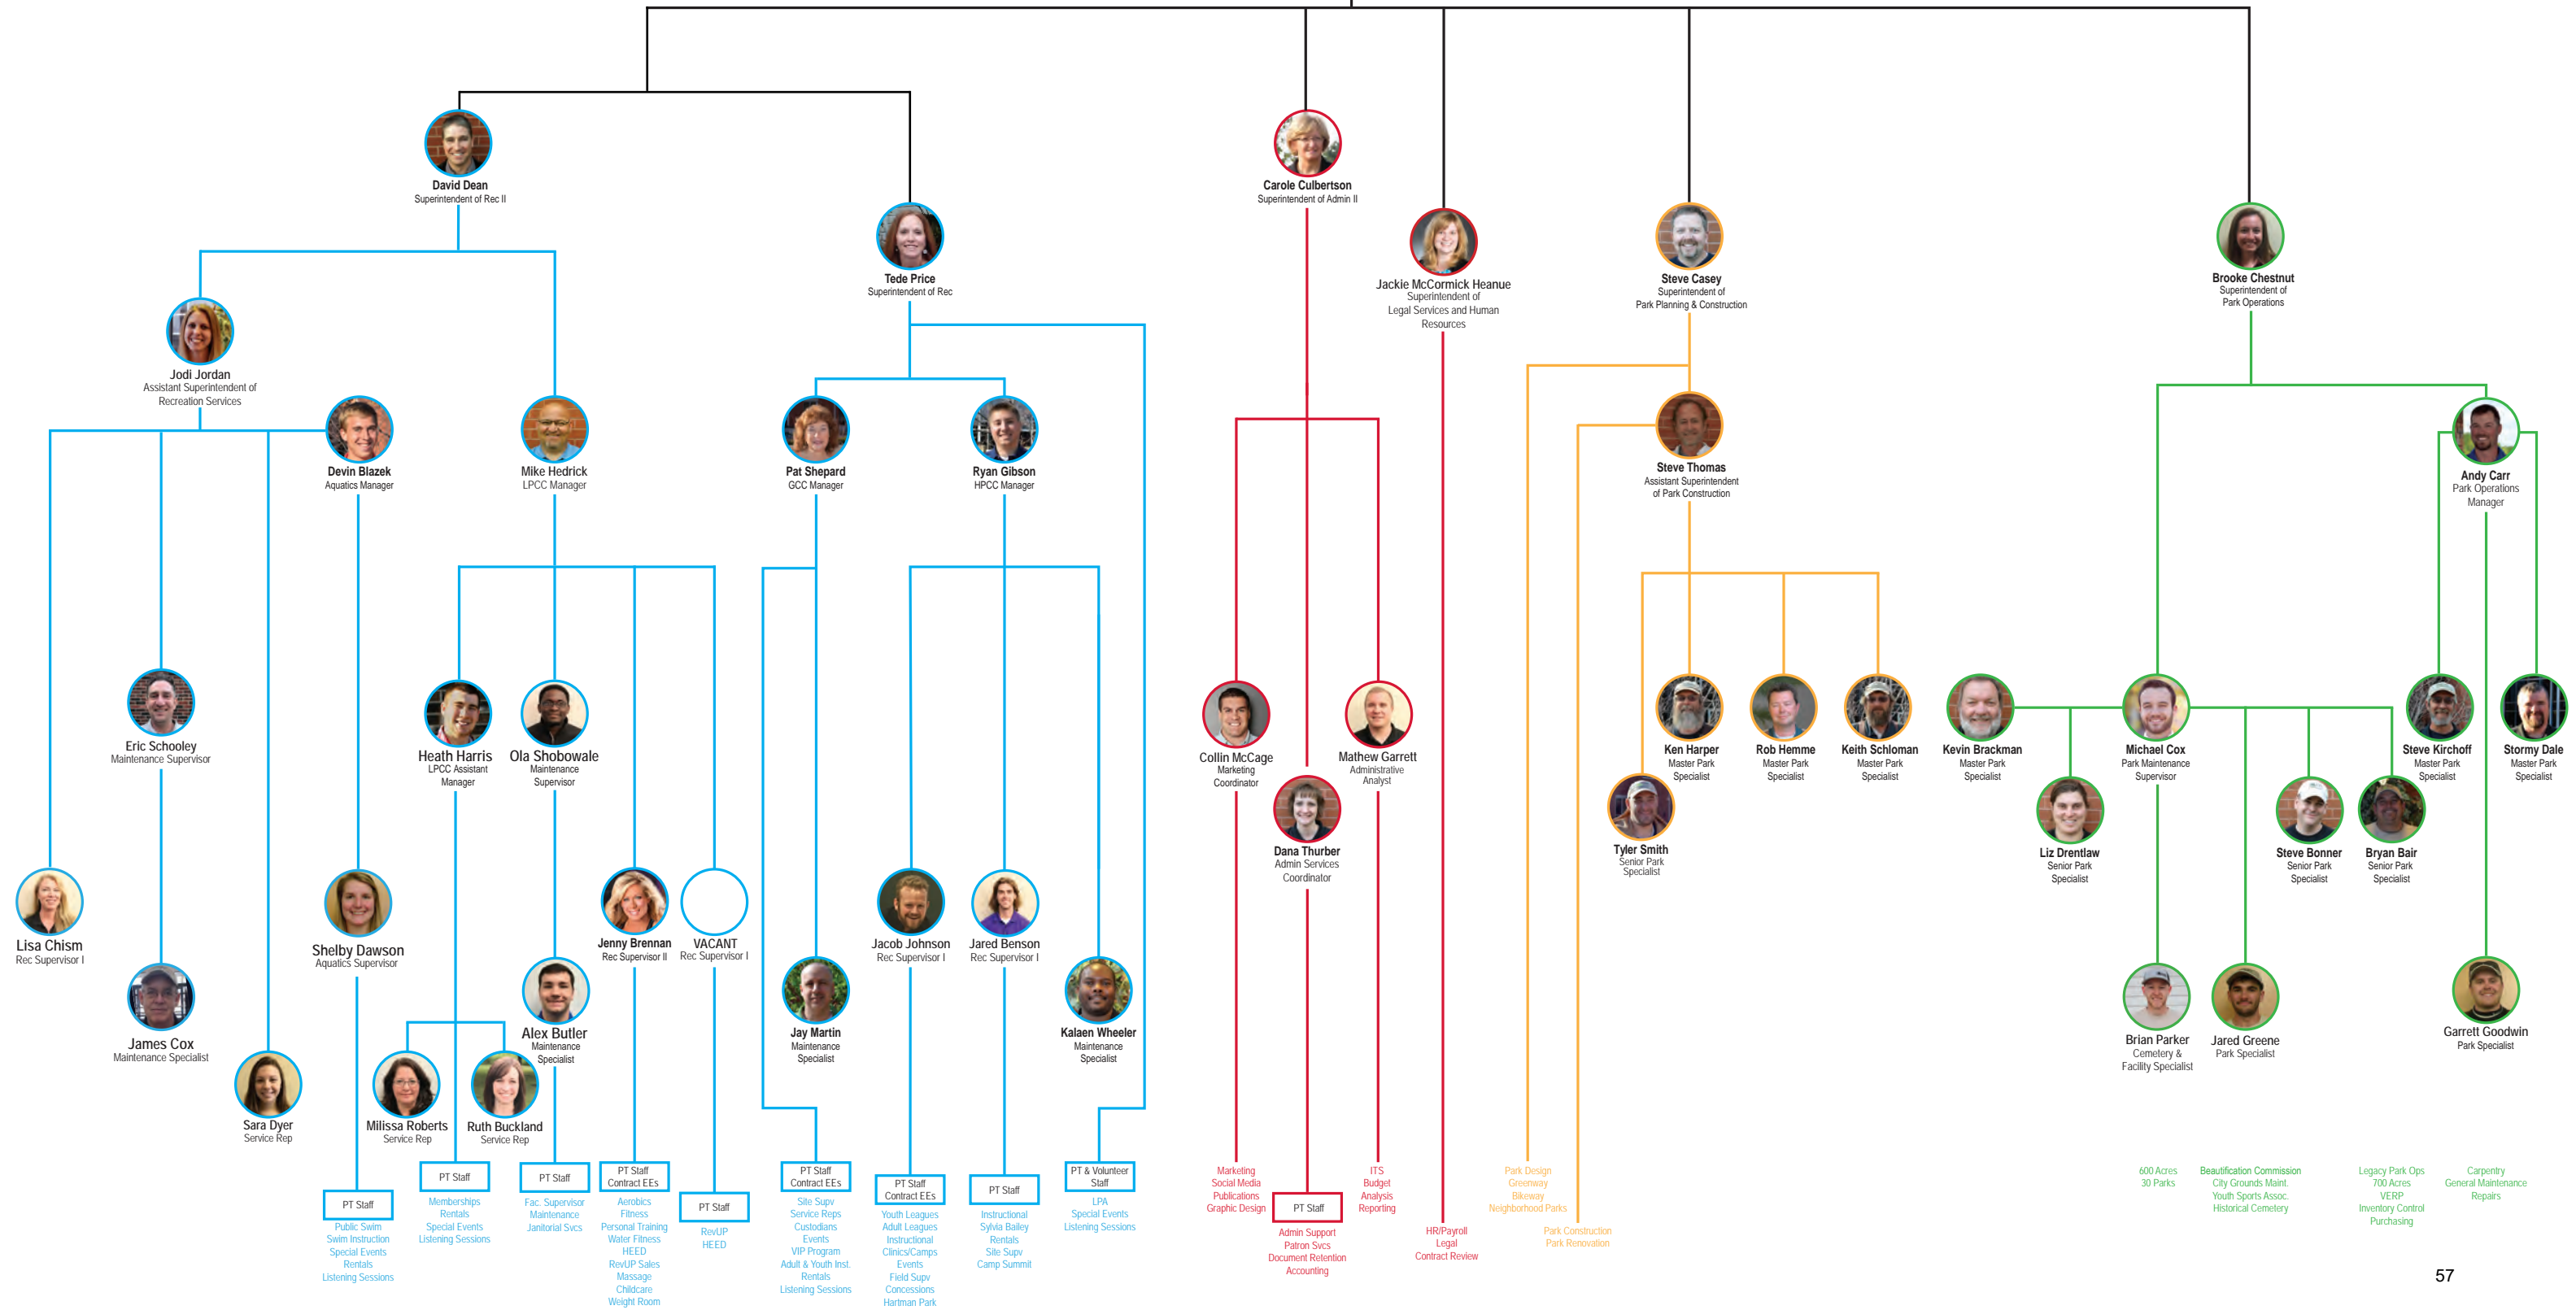 David Dean
Superintendent of Rec II
Tede Price
Superintendent of Rec
Carole Culbertson
Superintendent of Admin II
Jackie McCormick Heanue
Superintendent of
Legal Services and Human
Resources
Steve Casey
Superintendent of
Park Planning & Construction
Brooke Chestnut
Superintendent of
Park Operations
Jodi Jordan
Assistant Superintendent of
Recreation Services
Devin Blazek
Aquatics Manager
Mike Hedrick
LPCC Manager
Pat Shepard
GCC Manager
Ryan Gibson
HPCC Manager
Steve Thomas
Assistant Superintendent
of Park Construction
Andy Carr
Park Operations
Manager
Eric Schooley
Maintenance Supervisor
Heath Harris
LPCC Assistant
Manager
Ola Shobowale
Maintenance
Supervisor
Collin McCage
Marketing
Coordinator
Mathew Garrett
Administrative
Analyst
Ken Harper
Master Park
Specialist
Rob Hemme
Master Park
Specialist
Keith Schloman
Master Park
Specialist
Kevin Brackman
Master Park
Specialist
Michael Cox
Park Maintenance
Supervisor
Steve Kirchoff
Master Park
Specialist
Stormy Dale
Master Park
Specialist
Dana Thurber
Admin Services
Coordinator
Tyler Smith
Senior Park
Specialist
Liz Drentlaw
Senior Park
Specialist
Steve Bonner
Senior Park
Specialist
Bryan Bair
Senior Park
Specialist
Lisa Chism
Rec Supervisor I
Shelby Dawson
Aquatics Supervisor
Jenny Brennan
Rec Supervisor II
VACANT
Rec Supervisor I
Jacob Johnson
Rec Supervisor I
Jared Benson
Rec Supervisor I
James Cox
Maintenance Specialist
Alex Butler
Maintenance
Specialist
Jay Martin
Maintenance
Specialist
Kalaen Wheeler
Maintenance
Specialist
Brian Parker
Cemetery &
Facility Specialist
Jared Greene
Park Specialist
Garrett Goodwin
Park Specialist
Sara Dyer
Service Rep
Milissa Roberts
Service Rep
Ruth Buckland
Service Rep
PT Staff
Public Swim
Swim Instruction
Special Events
Rentals
Listening Sessions
PT Staff
Memberships
Rentals
Special Events
Listening Sessions
PT Staff
Fac. Supervisor
Maintenance
Janitorial Svcs
PT Staff
Contract EEs
Aerobics
Fitness
Personal Training
Water Fitness
HEED
RevUP Sales
Massage
Childcare
Weight Room
PT Staff
RevUP
HEED
PT Staff
Contract EEs
Site Supv
Service Reps
Custodians
Events
VIP Program
Adult & Youth Inst.
Rentals
Listening Sessions
PT Staff
Contract EEs
Youth Leagues
Adult Leagues
Instructional
Clinics/Camps
Events
Field Supv
Concessions
Hartman Park
PT Staff
Instructional
Sylvia Bailey
Rentals
Site Supv
Camp Summit
PT & Volunteer
Staff
LPA
Special Events
Listening Sessions
Marketing
Social Media
Publications
Graphic Design
PT Staff
Admin Support
Patron Svcs
Document Retention
Accounting
ITS
Budget
Analysis
Reporting
HR/Payroll
Legal
Contract Review
Park Design
Greenway
Bikeway
Neighborhood Parks
Park Construction
Park Renovation
600 Acres
30 Parks
Beautification Commission
City Grounds Maint.
Youth Sports Assoc.
Historical Cemetery
Legacy Park Ops
700 Acres
VERP
Inventory Control
Purchasing
Carpentry
General Maintenance
Repairs
57